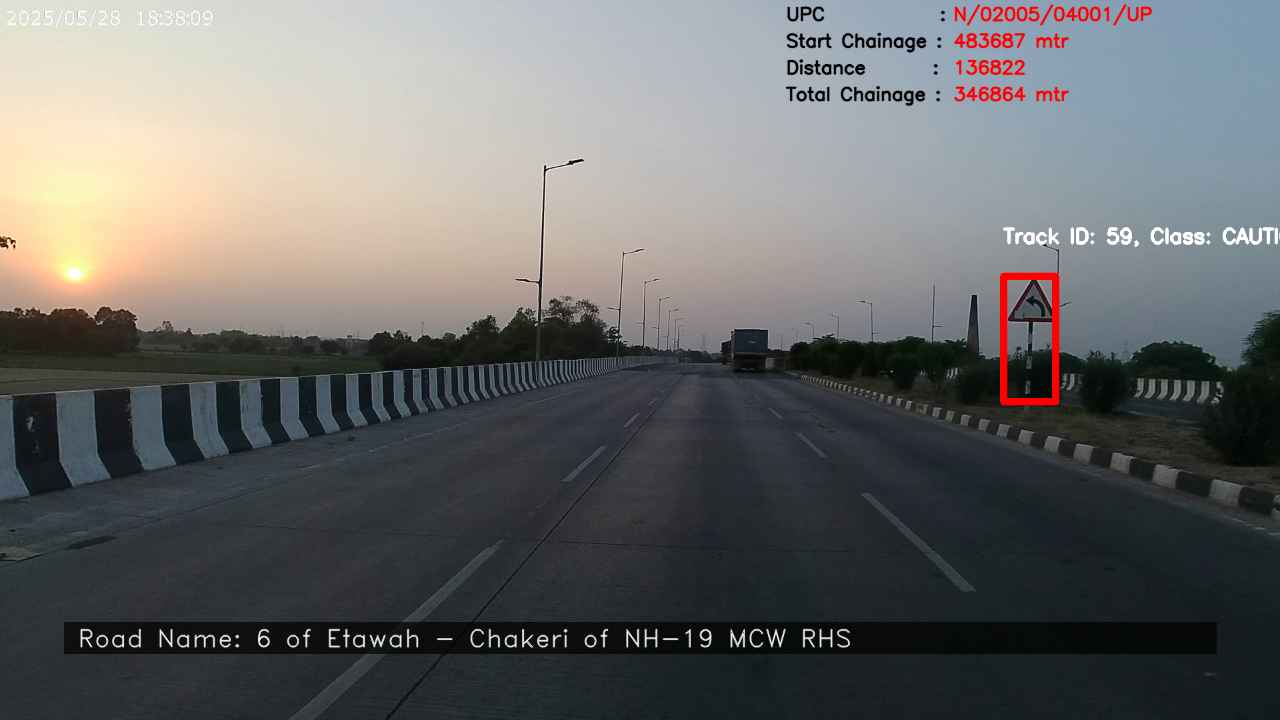 2025/05/28 18:38:09
UPC : N/02005/04001/UP
Start Chainage : 483687 mtr
Distance : 136822
Total Chainage : 346864 mtr
Track ID: 59, Class: CAUTI
Road Name: 6 of Etawah - Chakeri of NH-19 MCW RHS